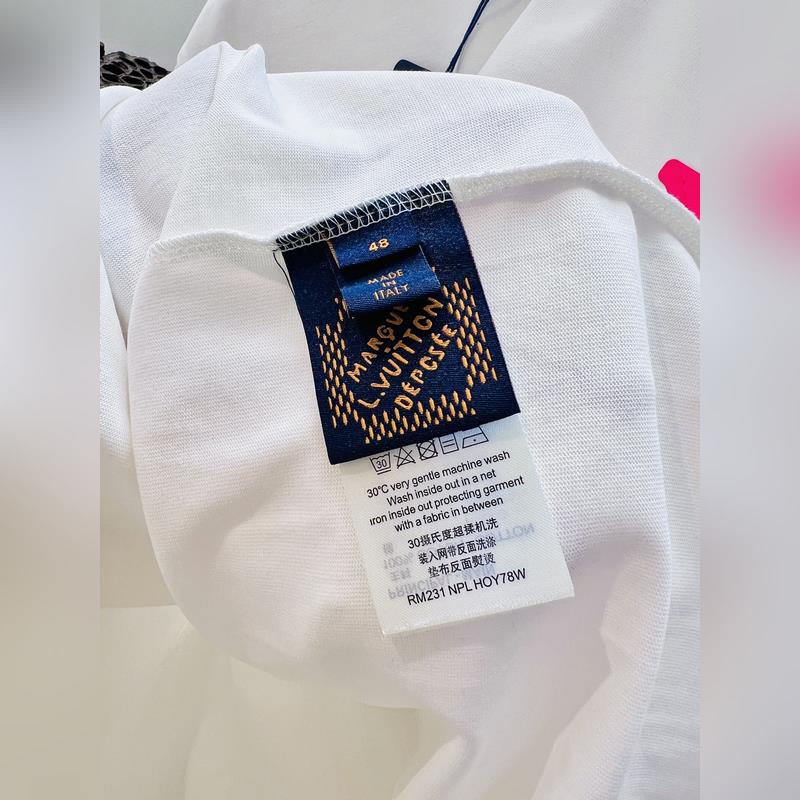 48
MADE
IN
ITALY
MARQUE
L.VUITTON
DÉPOSÉE
30
30°C very gentle machine wash
Wash inside out in a net
iron inside out protecting garment
with a fabric in between
30摄氏度超揉机洗
装入网带反面洗涤
垫布反面熨烫
RM231 NPL HOY78W